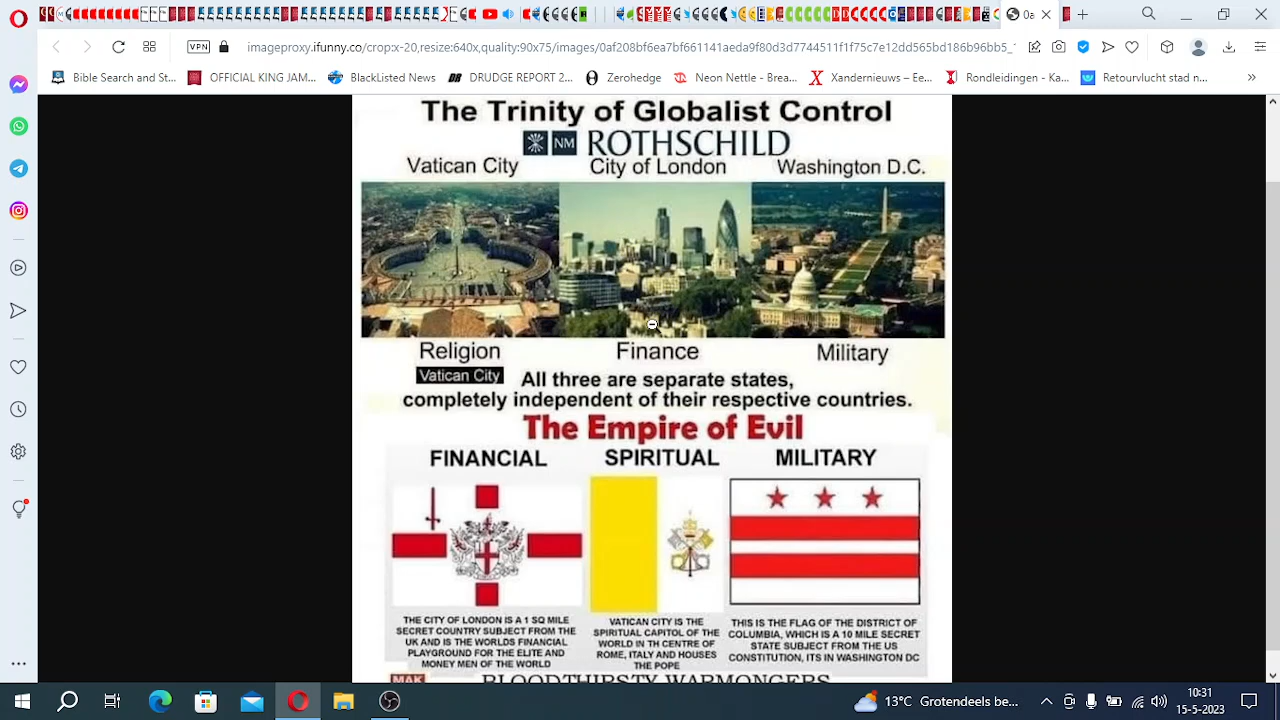 VPN
imageproxy.ifunny.co/crop:x-20,resize:640x,quality:90x75/images/0af208bf6ea7bf661141aeda9f80d3d7744511f1f75c7e12dd565bd186b96bb5_
Bible Search and St... OFFICIAL KING JAM... BlackListed News DRUDGE REPORT 2... Zerohedge Neon Nettle - Brea... Xandernieuws – Ee... Rondleidingen - Ka... Retourvlucht stad n...
The Trinity of Globalist Control
NM ROTHSCHILD
Vatican City City of London Washington D.C.
Religion Finance Military
Vatican City
All three are separate states,
completely independent of their respective countries.
The Empire of Evil
FINANCIAL SPIRITUAL MILITARY
THE CITY OF LONDON IS A 1 SQ MILE
SECRET COUNTRY SUBJECT FROM THE
UK AND IS THE WORLDS FINANCIAL
PLAYGROUND FOR THE ELITE AND
MONEY MEN OF THE WORLD
VATICAN CITY IS THE
SPIRITUAL CAPITOL OF THE
WORLD IN TH CENTRE OF
ROME, ITALY AND HOUSES
THE POPE
THIS IS THE FLAG OF THE DISTRICT OF
COLUMBIA, WHICH IS A 10 MILE SECRET
STATE SUBJECT FROM THE US
CONSTITUTION, ITS IN WASHINGTON DC
MAK
BLOODTHIRSTY WARMONGERS
13°C Grotendeels be...
10:31
15-5-2023